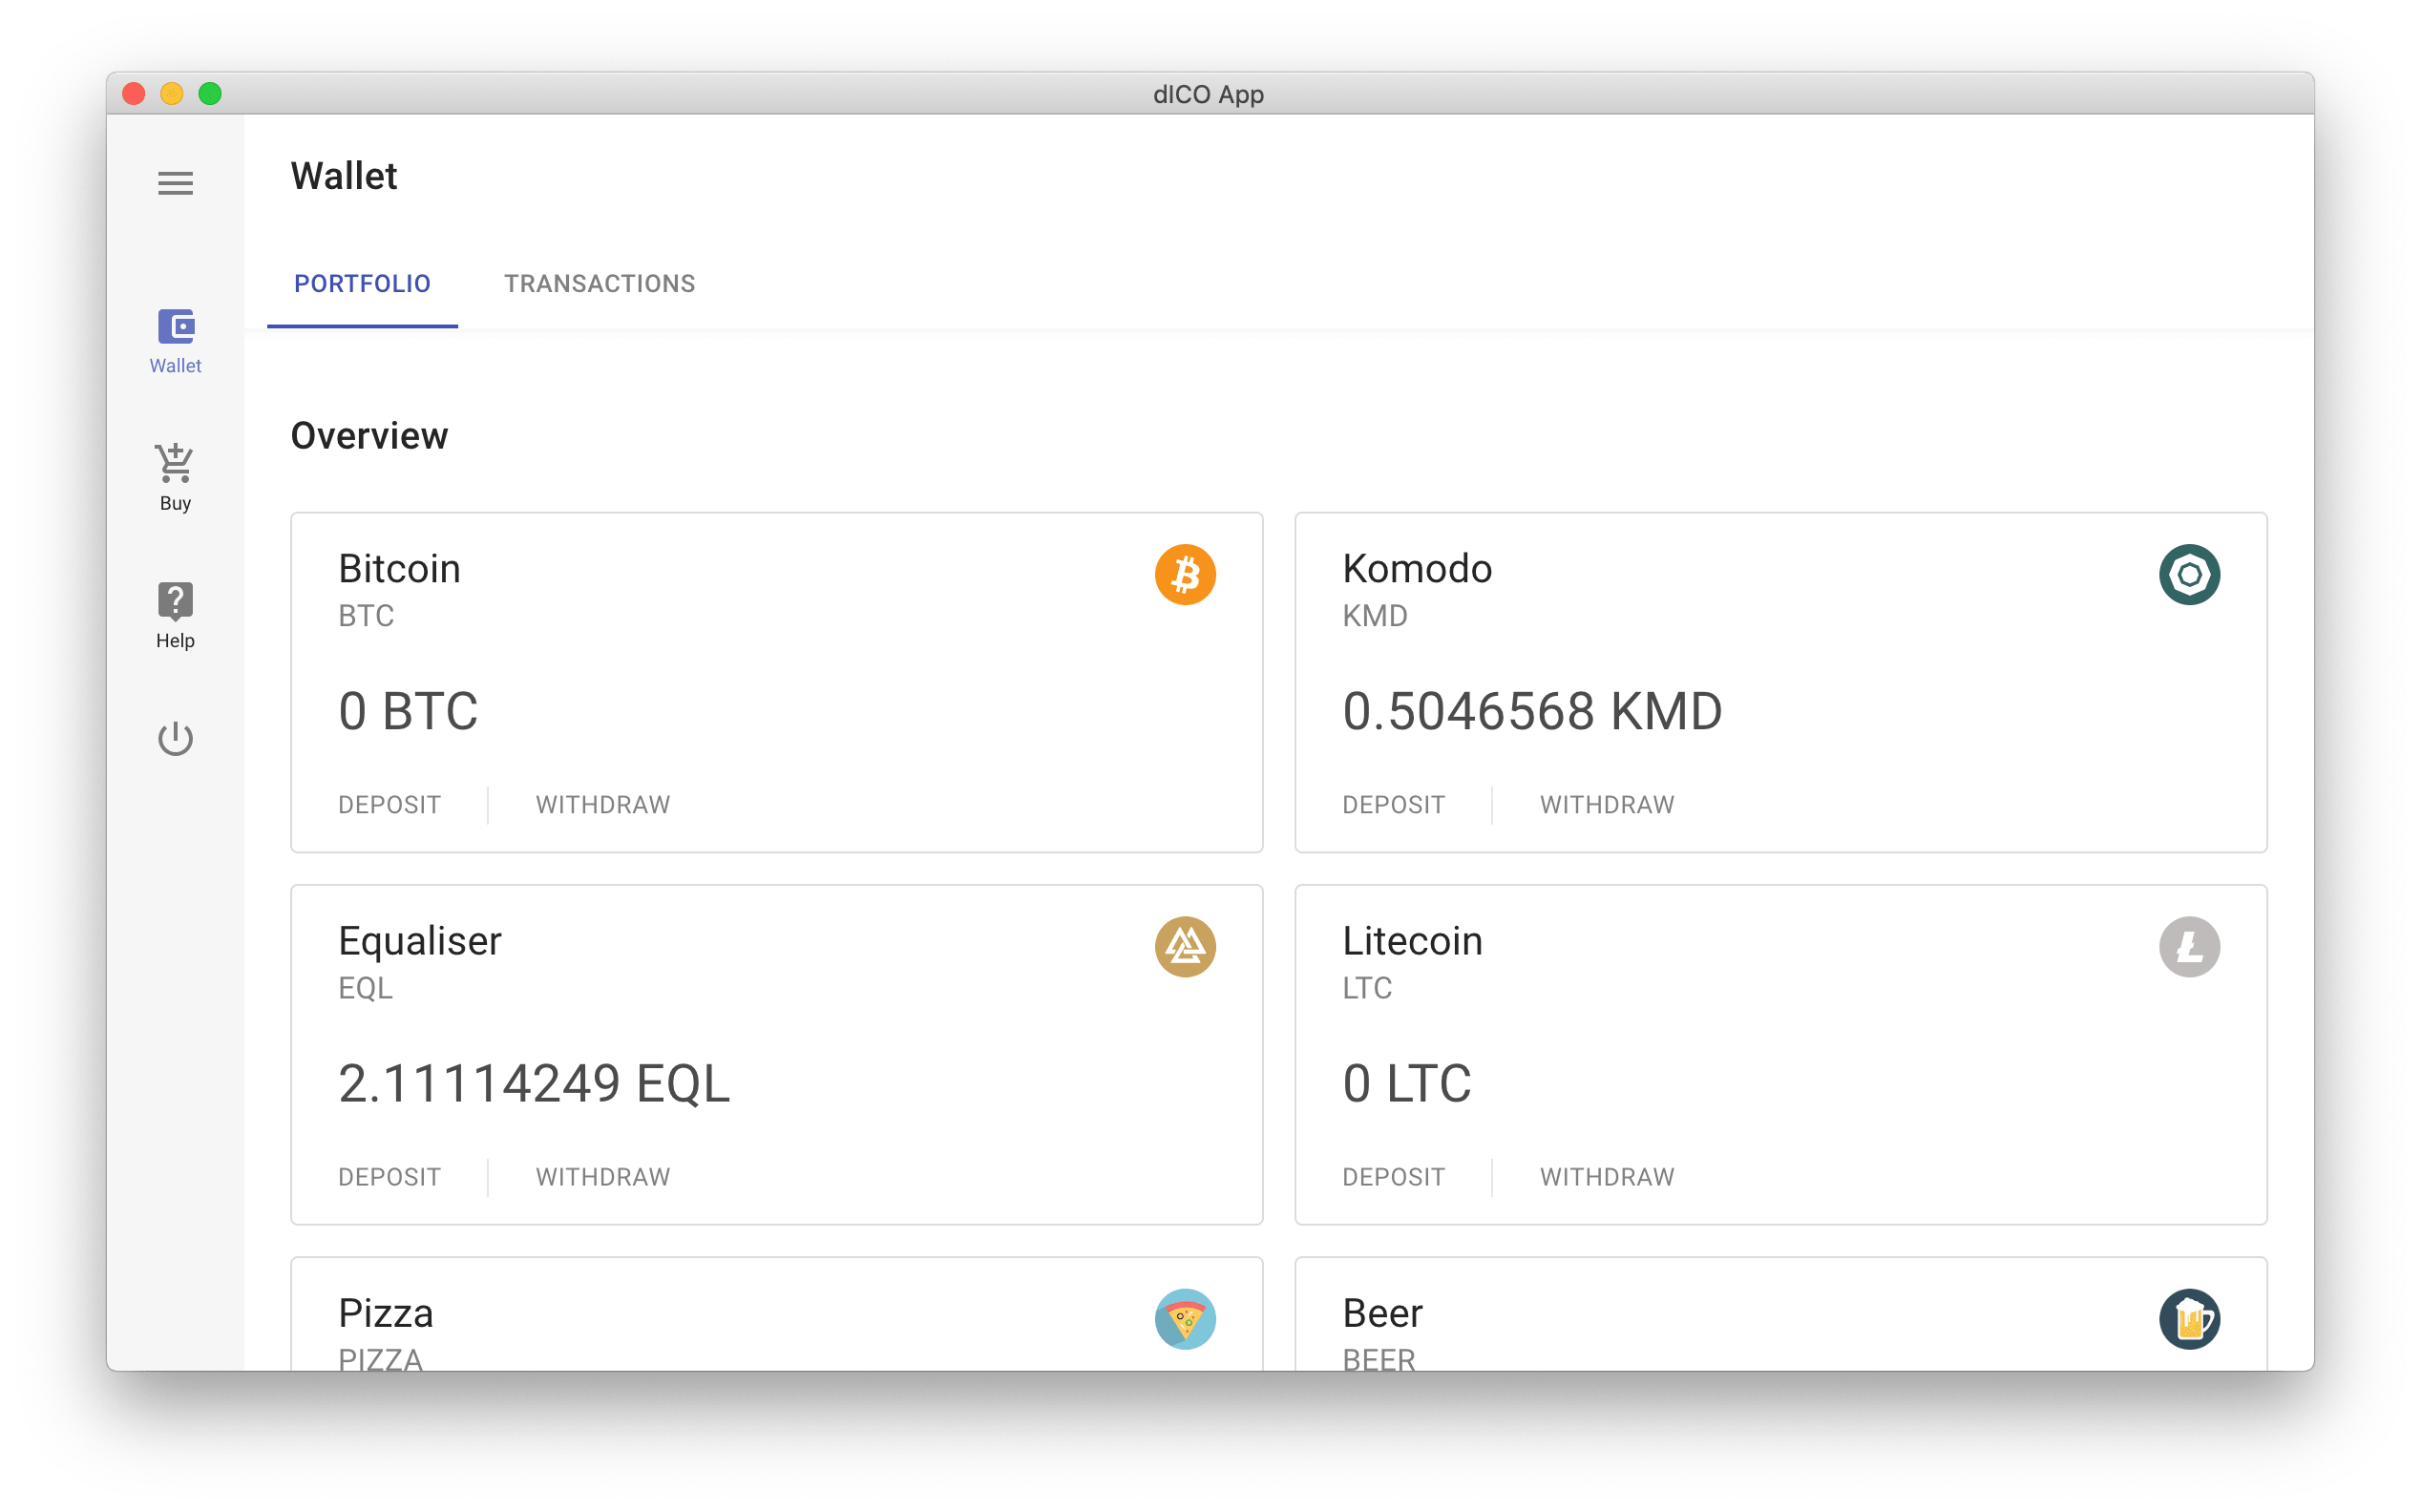 dICO App
Wallet
PORTFOLIO TRANSACTIONS
Wallet
Buy
Help
Overview
Bitcoin
BTC
0 BTC
DEPOSIT WITHDRAW
Komodo
KMD
0.5046568 KMD
DEPOSIT WITHDRAW
Equaliser
EQL
2.11114249 EQL
DEPOSIT WITHDRAW
Litecoin
LTC
0 LTC
DEPOSIT WITHDRAW
Pizza
PIZZA
Beer
BEER